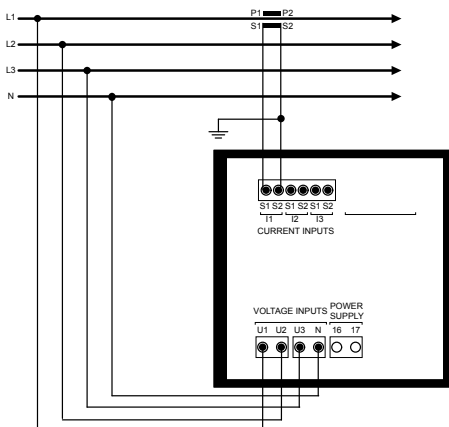 L1
P1 P2
S1 S2
L2
L3
N
S1 S2 S1 S2 S1 S2
I1 I2 I3
CURRENT INPUTS
VOLTAGE INPUTS
POWER
SUPPLY
U1 U2 U3 N 16 17